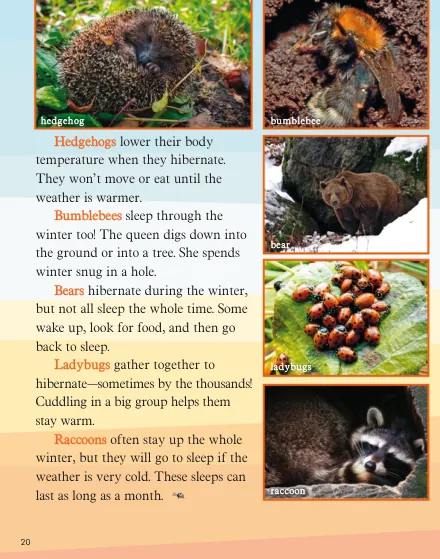 hedgehog
bumblebee
Hedgehogs lower their body
temperature when they hibernate.
They won't move or eat until the
weather is warmer.
Bumblebees sleep through the
winter too! The queen digs down into
the ground or into a tree. She spends
winter snug in a hole.
Bears hibernate during the winter,
but not all sleep the whole time. Some
wake up, look for food, and then go
back to sleep.
Ladybugs gather together to
hibernate—sometimes by the thousands!
Cuddling in a big group helps them
stay warm.
Raccoons often stay up the whole
winter, but they will go to sleep if the
weather is very cold. These sleeps can
last as long as a month.
bear
ladybugs
raccoon
20